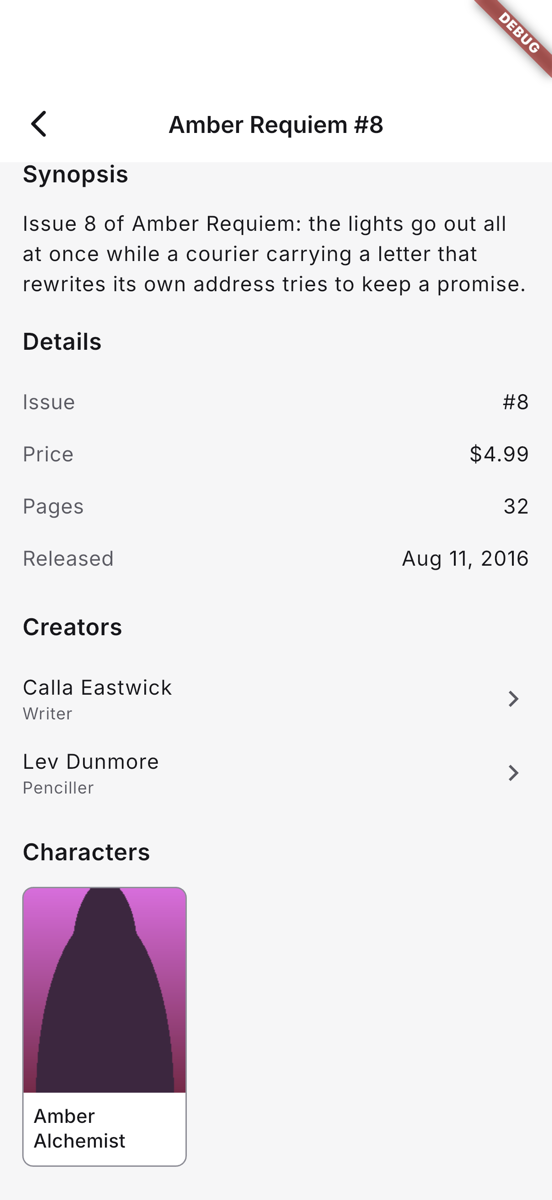 DEBUG
Amber Requiem #8
Synopsis
Issue 8 of Amber Requiem: the lights go out all
at once while a courier carrying a letter that
rewrites its own address tries to keep a promise.
Details
Issue #8
Price $4.99
Pages 32
Released Aug 11, 2016
Creators
Calla Eastwick
Writer
Lev Dunmore
Penciller
Characters
Amber
Alchemist